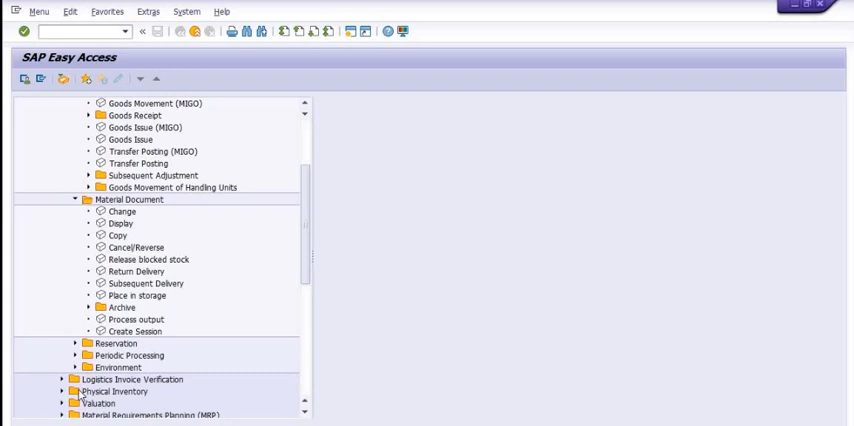 Menu Edit Favorites Extras System Help
SAP Easy Access
Goods Movement (MIGO)
Goods Receipt
Goods Issue (MIGO)
Goods Issue
Transfer Posting (MIGO)
Transfer Posting
Subsequent Adjustment
Goods Movement of Handling Units
Material Document
Change
Display
Copy
Cancel/Reverse
Release blocked stock
Return Delivery
Subsequent Delivery
Place in storage
Archive
Process output
Create Session
Reservation
Periodic Processing
Environment
Logistics Invoice Verification
Physical Inventory
Valuation
Material Requirements Planning (MRP)